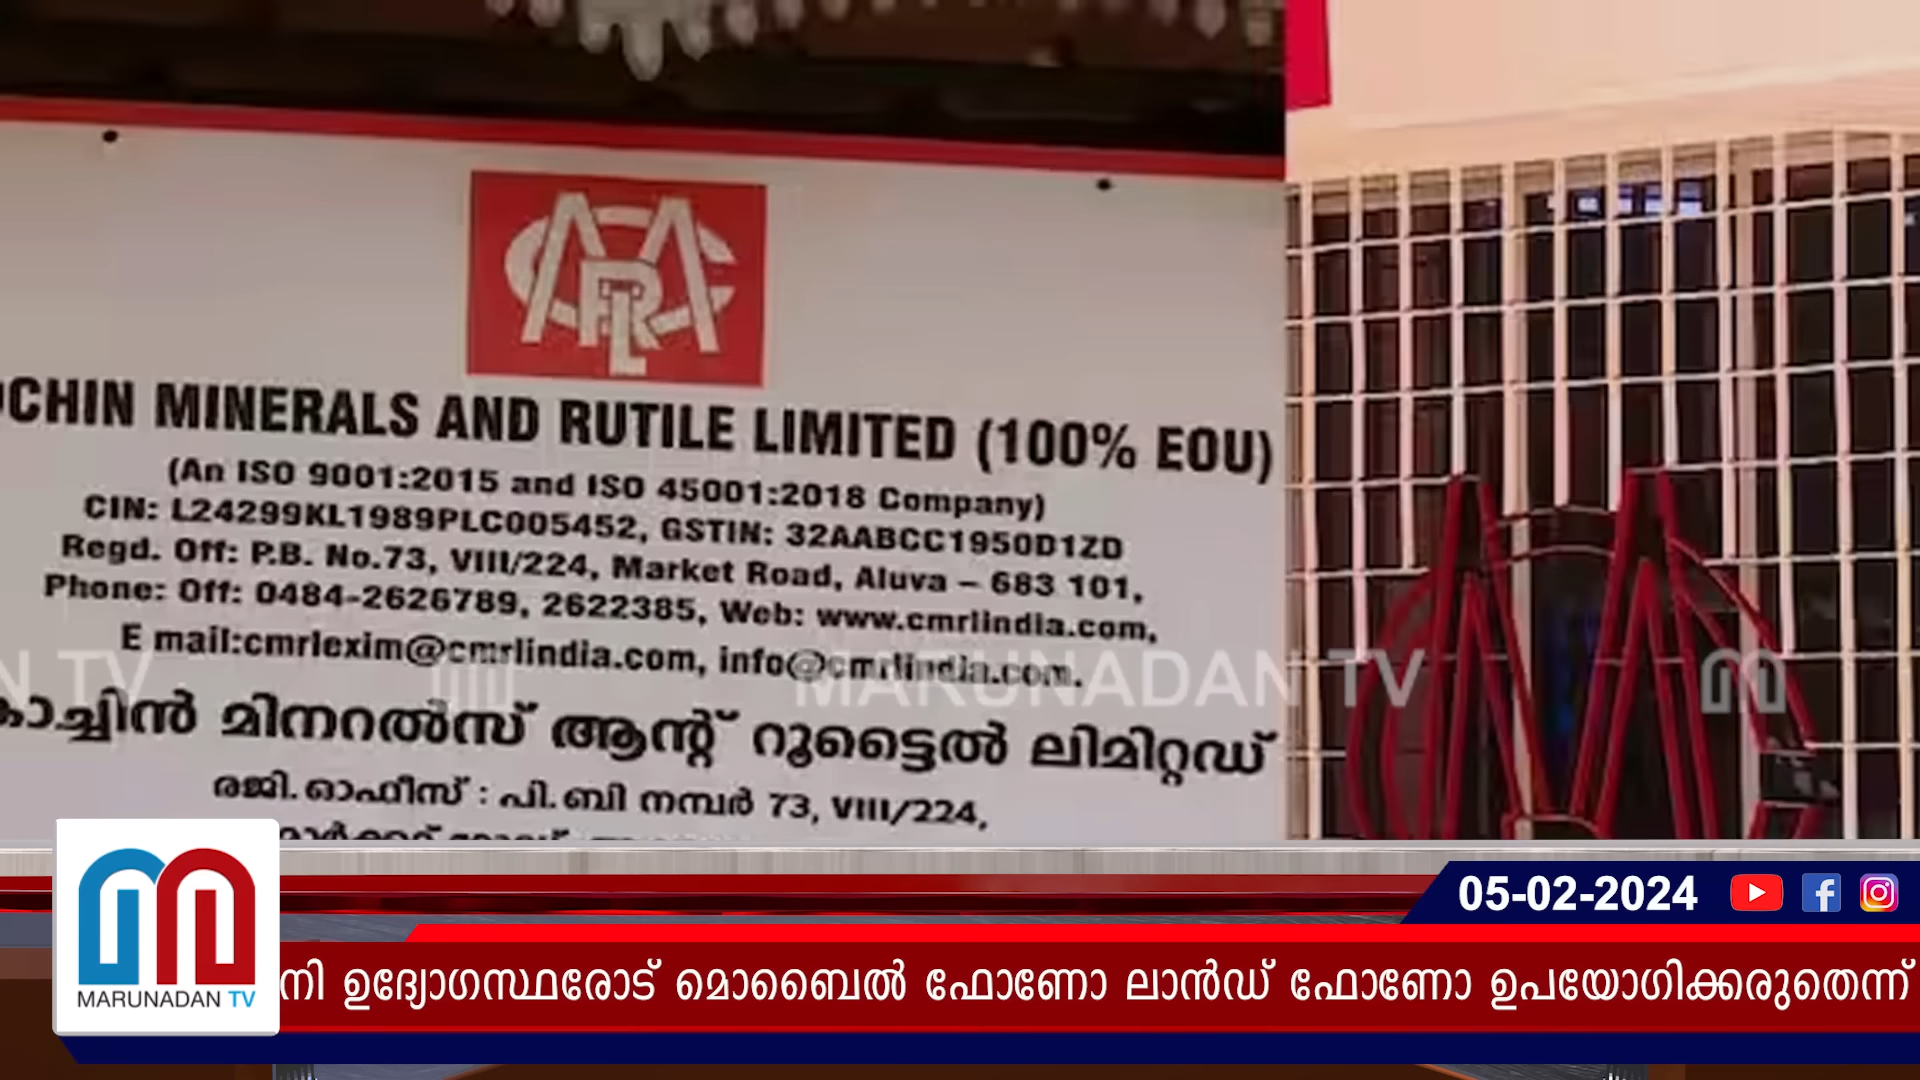 CMRL
MINERALS AND RUTILE LIMITED (100% EOU)
(An ISO 9001:2015 and ISO 45001:2018 Company)
CIN: L24299KL1989PLC005452, GSTIN: 32AABCC1950D1ZD
Regd. Off: P.B. No.73, VIII/224, Market Road, Aluva – 683 101,
Phone: Off: 0484-2626789, 2622385, Web: www.cmrlindia.com,
E mail:cmrlexim@cmrlindia.com, info@cmrlindia.com.
MARUNADAN TV
മിനറൽസ് ആന്റ് റൂട്ടൈൽ ലിമിറ്റഡ്
രജി.ഓഫീസ് : പി.ബി നമ്പർ 73, VIII/224,
05-02-2024
ഉദ്യോഗസ്ഥരോട് മൊബൈൽ ഫോണോ ലാൻഡ് ഫോണോ ഉപയോഗിക്കരുതെന്ന്
MARUNADAN TV